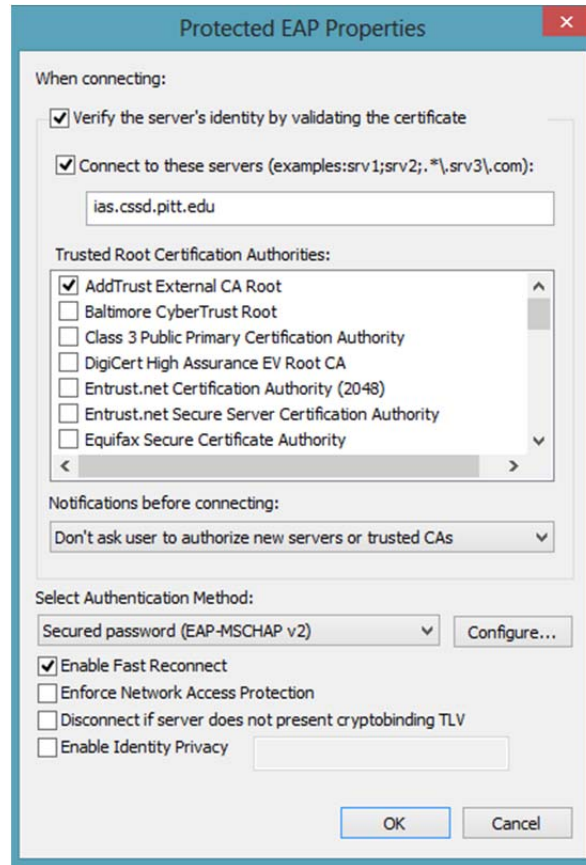 Protected EAP Properties
When connecting:
Verify the server's identity by validating the certificate
Connect to these servers (examples:srv1;srv2;.*\.srv3\.com):
ias.cssd.pitt.edu
Trusted Root Certification Authorities:
AddTrust External CA Root
Baltimore CyberTrust Root
Class 3 Public Primary Certification Authority
DigiCert High Assurance EV Root CA
Entrust.net Certification Authority (2048)
Entrust.net Secure Server Certification Authority
Equifax Secure Certificate Authority
Notifications before connecting:
Don't ask user to authorize new servers or trusted CAs
Select Authentication Method:
Secured password (EAP-MSCHAP v2) Configure...
Enable Fast Reconnect
Enforce Network Access Protection
Disconnect if server does not present cryptobinding TLV
Enable Identity Privacy
OK Cancel